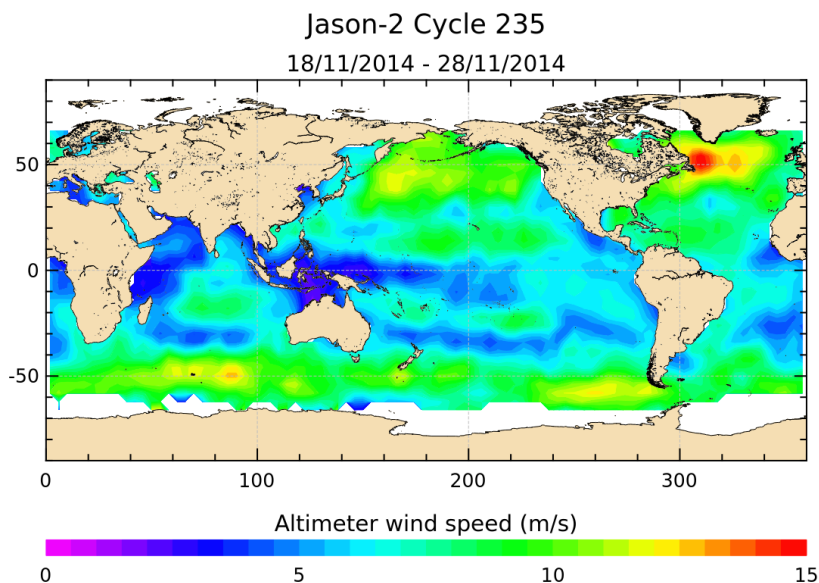 Jason-2 Cycle 235
18/11/2014 - 28/11/2014
50
0
-50
0 100 200 300
Altimeter wind speed (m/s)
0 5 10 15